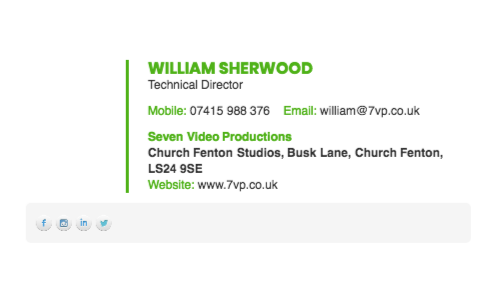 WILLIAM SHERWOOD
Technical Director
Mobile: 07415 988 376 Email: william@7vp.co.uk
Seven Video Productions
Church Fenton Studios, Busk Lane, Church Fenton,
LS24 9SE
Website: www.7vp.co.uk
f in